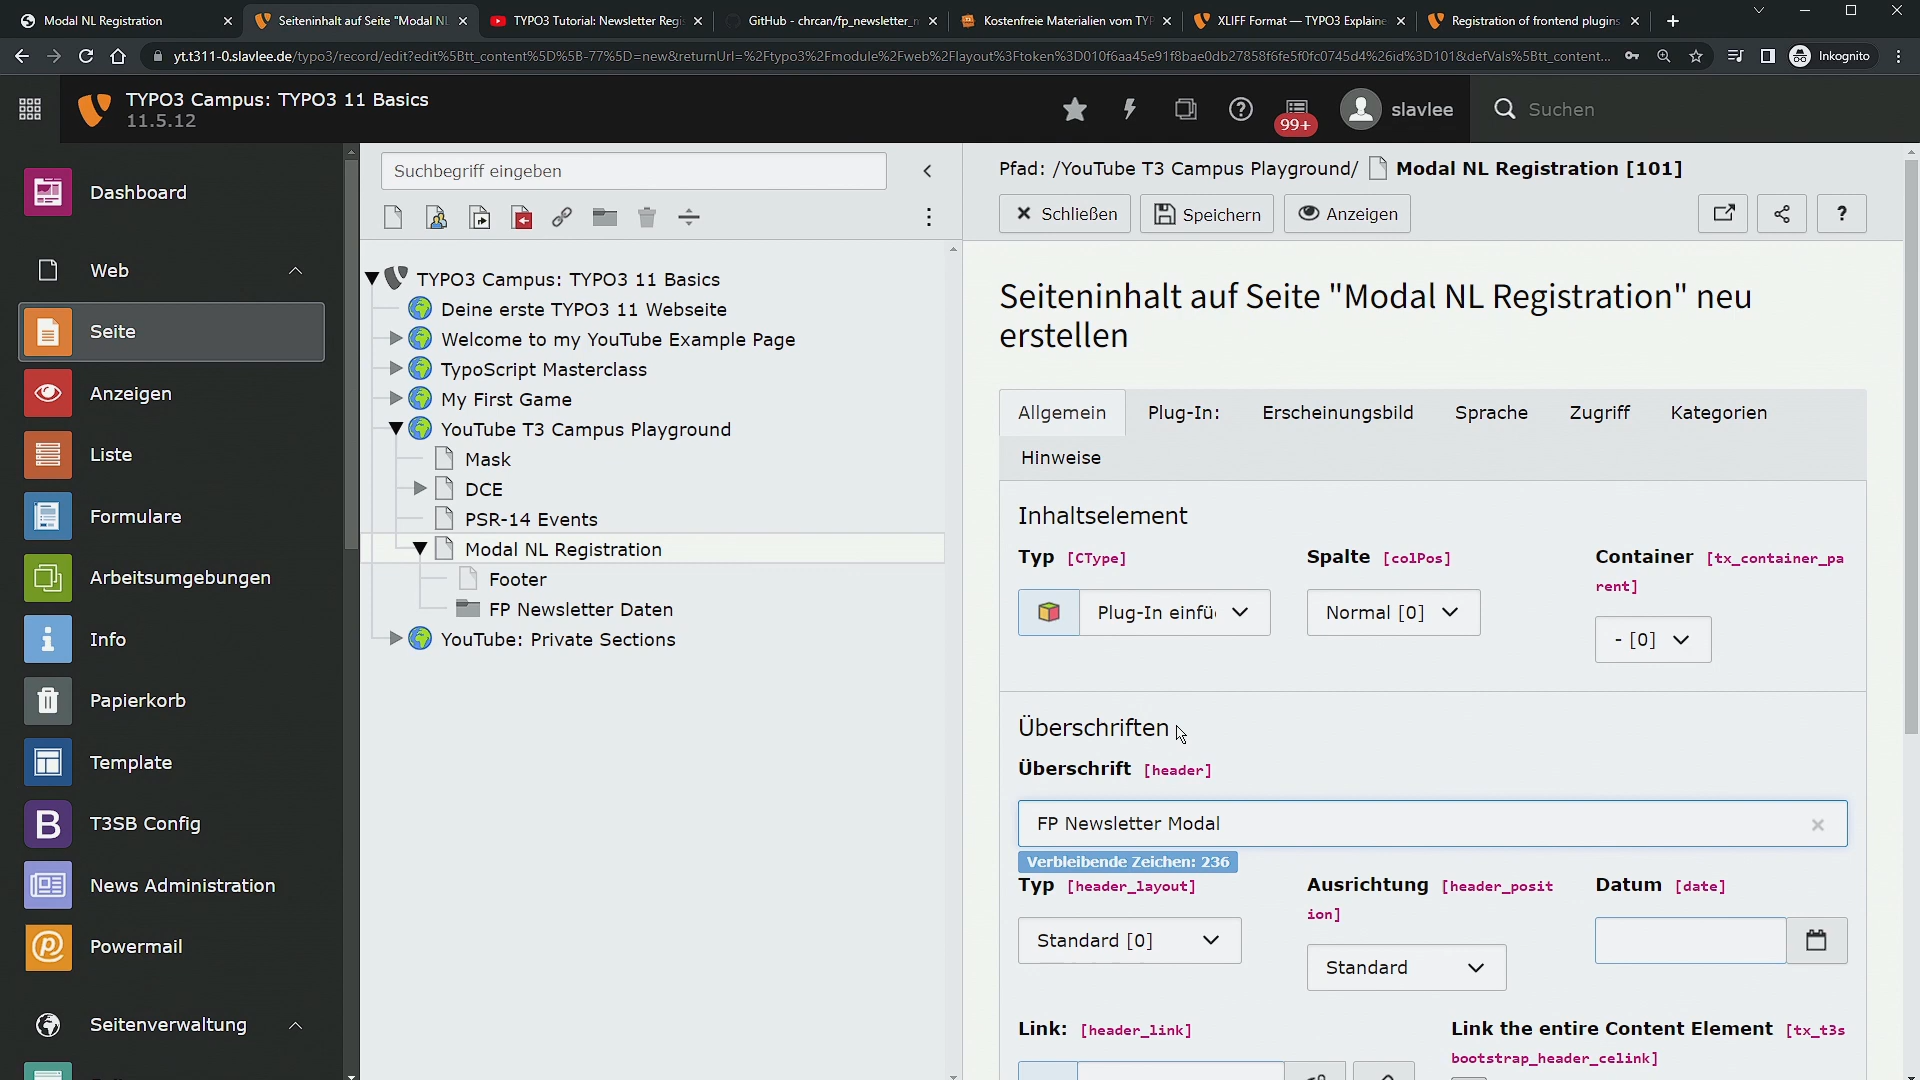 Modal NL Registration
Seiteninhalt auf Seite "Modal NL
TYPO3 Tutorial: Newsletter Regi
GitHub - chrcan/fp_newsletter_m
Kostenfreie Materialien vom TYP
XLIFF Format — TYPO3 Explaine
Registration of frontend plugins
yt.t311-0.slavlee.de/typo3/record/edit?edit%5Btt_content%5D%5B-77%5D=new&returnUrl=%2Ftypo3%2Fmodule%2Fweb%2Flayout%3Ftoken%3D010f6aa45e91f8bae0db27858f6fe5f0fc0745d4%26id%3D101&defVals%5Btt_content...
Inkognito
TYPO3 Campus: TYPO3 11 Basics
11.5.12
99+
slavlee
Suchen
Dashboard
Web
Seite
Anzeigen
Liste
Formulare
Arbeitsumgebungen
Info
Papierkorb
Template
B T3SB Config
News Administration
Powermail
Seitenverwaltung
Suchbegriff eingeben
TYPO3 Campus: TYPO3 11 Basics
Deine erste TYPO3 11 Webseite
Welcome to my YouTube Example Page
TypoScript Masterclass
My First Game
YouTube T3 Campus Playground
Mask
DCE
PSR-14 Events
Modal NL Registration
Footer
FP Newsletter Daten
YouTube: Private Sections
Pfad: /YouTube T3 Campus Playground/ Modal NL Registration [101]
Schließen Speichern Anzeigen ?
Seiteninhalt auf Seite "Modal NL Registration" neu
erstellen
Allgemein Plug-In: Erscheinungsbild Sprache Zugriff Kategorien
Hinweise
Inhaltselement
Typ [CType] Spalte [colPos] Container [tx_container_pa
rent]
Plug-In einfü Normal [0]
- [0]
Überschriften
Überschrift [header]
FP Newsletter Modal
Verbleibende Zeichen: 236
Typ [header_layout] Ausrichtung [header_posit Datum [date]
ion]
Standard [0]
Standard
Link: [header_link] Link the entire Content Element [tx_t3s
bootstrap_header_celink]